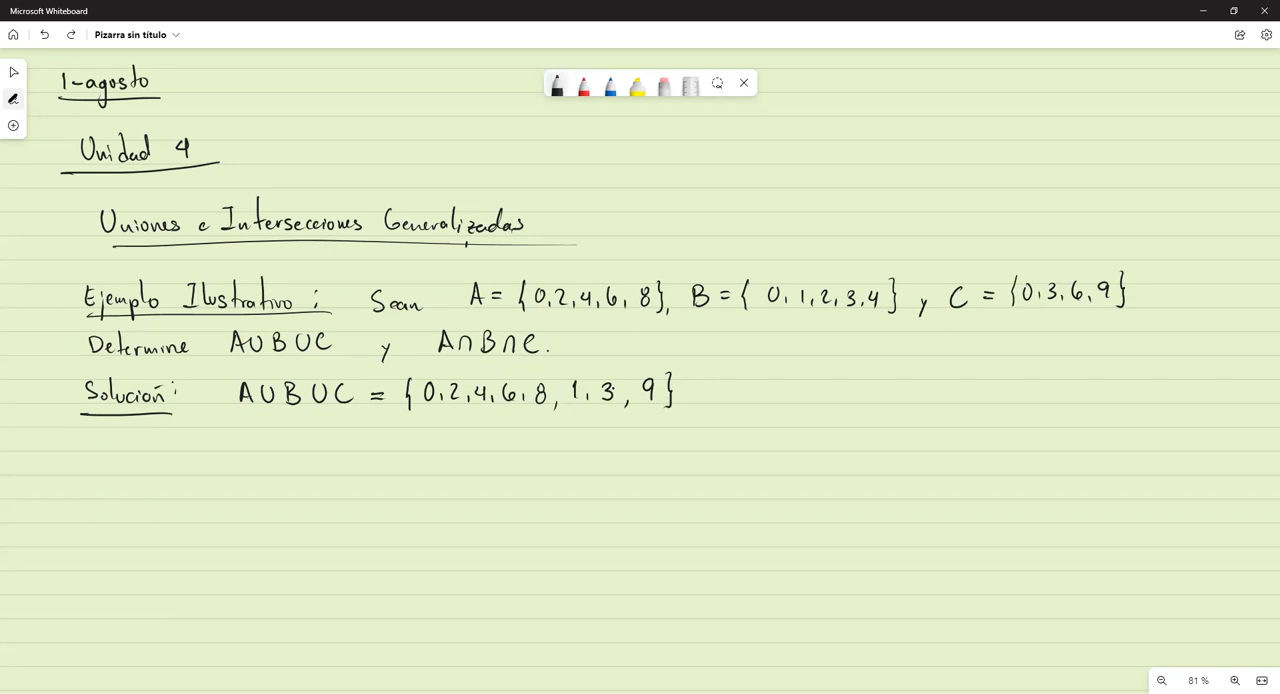 Microsoft Whiteboard
Pizarra sin título
1-agosto
Unidad 4
Uniones e Intersecciones Generalizadas
Ejemplo Ilustrativo: Sean A = {0,2,4,6,8}, B = {0,1,2,3,4} y C = {0,3,6,9}
Determine A∪B∪C y A∩B∩C.
Solución: A∪B∪C = {0,2,4,6,8,1,3,9}
81 %